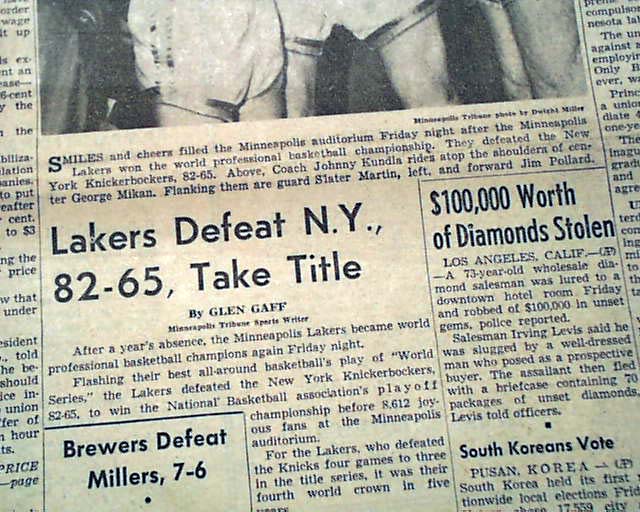 Minneapolis Tribune photo by Dwight Miller
SMILES and cheers filled the Minneapolis auditorium Friday night after the Minneapolis
Lakers won the world professional basketball championship. They defeated the New
York Knickerbockers, 82-65. Above, Coach Johnny Kundla rides atop the shoulders of cen-
ter George Mikan. Flanking them are guard Slater Martin, left, and forward Jim Pollard.
Lakers Defeat N.Y.,
82-65, Take Title
By GLEN GAFF
Minneapolis Tribune Sports Writer
After a year's absence, the Minneapolis Lakers became world
professional basketball champions again Friday night.
Flashing their best all-around basketball's play of "World
Series," the Lakers defeated the New York Knickerbockers,
82-65, to win the National Basketball association's playoff
championship before 8,612 joy-
ous fans at the Minneapolis
auditorium.
For the Lakers, who defeated
the Knicks four games to three
in the title series, it was their
fourth world crown in five
years
Brewers Defeat
Millers, 7-6
$100,000 Worth
of Diamonds Stolen
LOS ANGELES, CALIF.—(AP)
—A 73-year-old wholesale dia-
mond salesman was lured to a
downtown hotel room Friday
and robbed of $100,000 in unset
gems, police reported.
Salesman Irving Levis said he
was slugged by a well-dressed
man who posed as a prospective
buyer. The assailant then fled
with a briefcase containing 70
packages of unset diamonds,
Levis told officers.
South Koreans Vote
PUSAN, KOREA — (AP)
South Korea held its first
tionwide local elections Frid
17,559 city